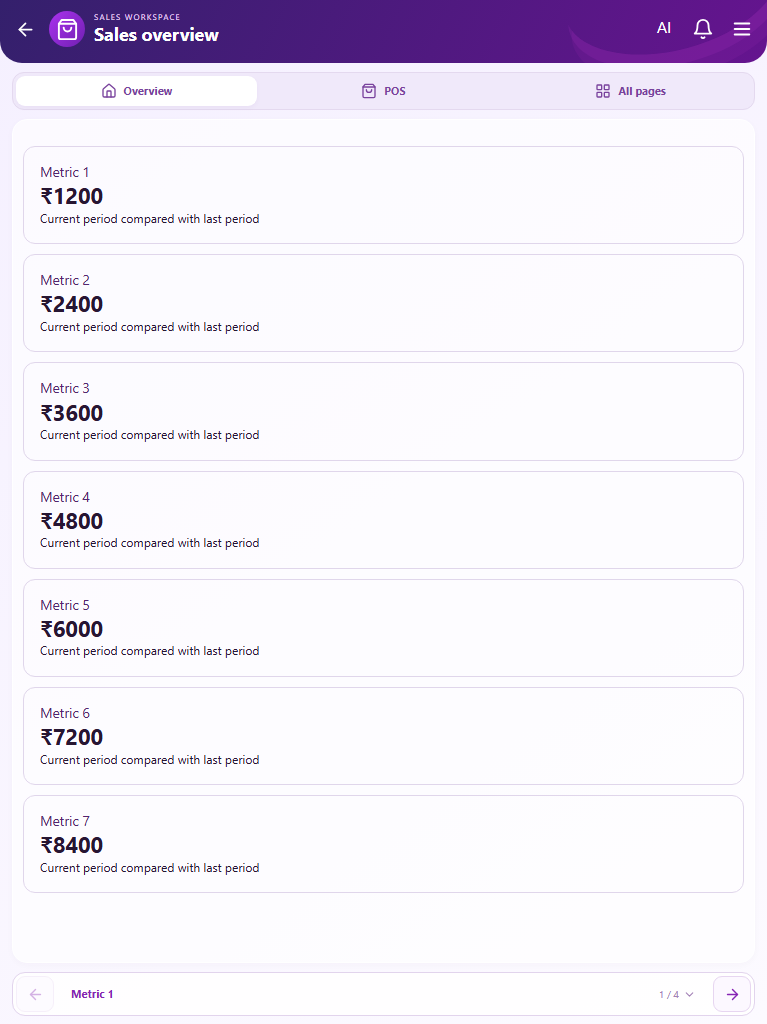 SALES WORKSPACE
Sales overview
AI
Overview
POS
All pages
Metric 1
₹1200
Current period compared with last period
Metric 2
₹2400
Current period compared with last period
Metric 3
₹3600
Current period compared with last period
Metric 4
₹4800
Current period compared with last period
Metric 5
₹6000
Current period compared with last period
Metric 6
₹7200
Current period compared with last period
Metric 7
₹8400
Current period compared with last period
Metric 1
1 / 4